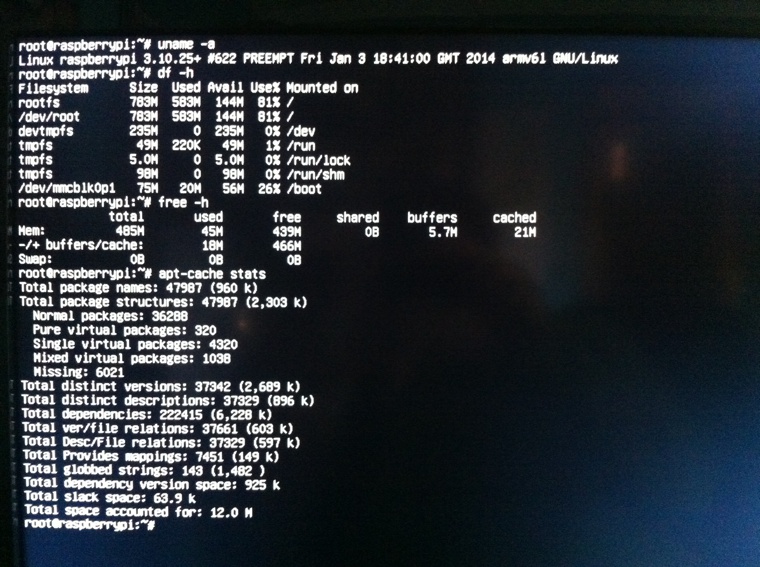 root@raspberrypi:~# uname -a
Linux raspberrypi 3.10.25+ #622 PREEMPT Fri Jan 3 18:41:00 GMT 2014 armv6l GNU/Linux
root@raspberrypi:~# df -h
Filesystem Size Used Avail Use% Mounted on
rootfs 783M 583M 144M 81% /
/dev/root 783M 583M 144M 81% /
devtmpfs 235M 0 235M 0% /dev
tmpfs 49M 220K 49M 1% /run
tmpfs 5.0M 0 5.0M 0% /run/lock
tmpfs 98M 0 98M 0% /run/shm
/dev/mmcblk0p1 75M 20M 56M 26% /boot
root@raspberrypi:~# free -h
total used free shared buffers cached
Mem: 485M 45M 439M 0B 5.7M 21M
-/+ buffers/cache: 18M 466M
Swap: 0B 0B 0B
root@raspberrypi:~# apt-cache stats
Total package names: 47987 (960 k)
Total package structures: 47987 (2,303 k)
Normal packages: 36288
Pure virtual packages: 320
Single virtual packages: 4320
Mixed virtual packages: 1038
Missing: 6021
Total distinct versions: 37342 (2,689 k)
Total distinct descriptions: 37329 (896 k)
Total dependencies: 222415 (6,228 k)
Total ver/file relations: 37661 (603 k)
Total Desc/File relations: 37329 (597 k)
Total Provides mappings: 7451 (149 k)
Total globbed strings: 143 (1,482 )
Total dependency version space: 925 k
Total slack space: 63.9 k
Total space accounted for: 12.0 M
root@raspberrypi:~#